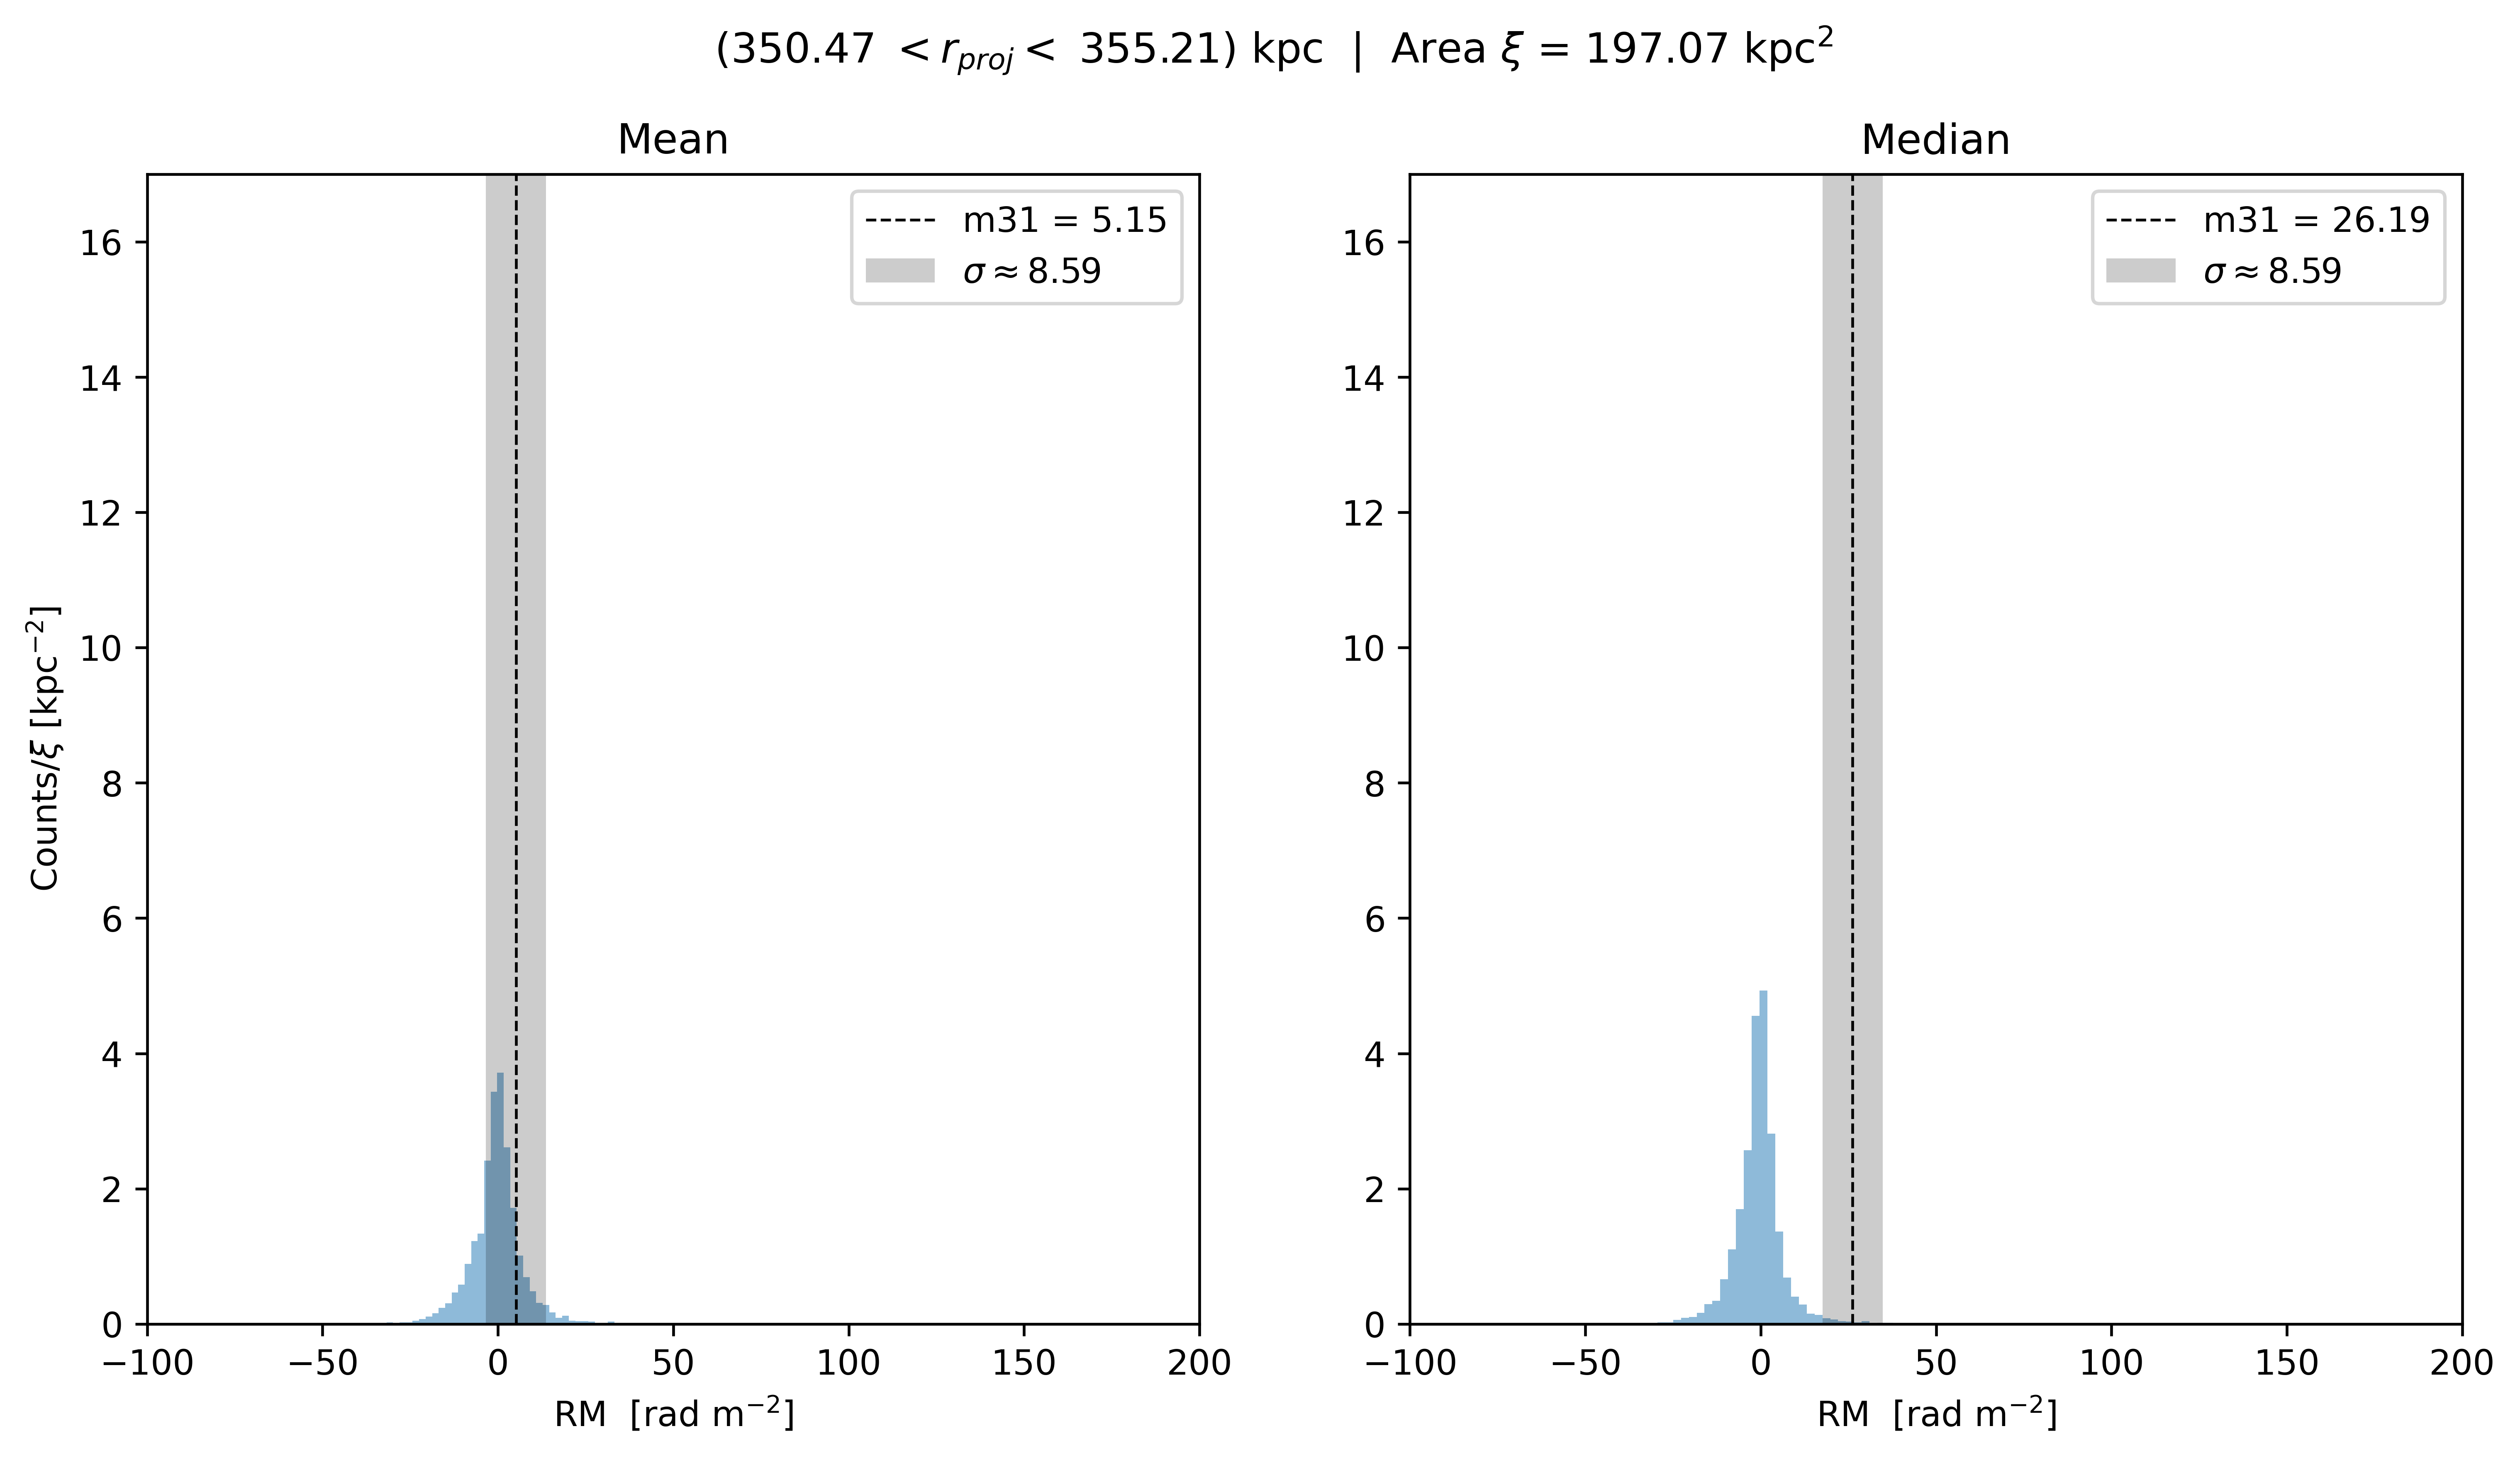 (350.47 < r_proj < 355.21) kpc | Area ξ = 197.07 kpc²
Mean
m31 = 5.15
σ ≈ 8.59
16
14
12
10
8
6
4
2
0
Counts/ξ [kpc⁻²]
−100 −50 0 50 100 150 200
RM [rad m⁻²]
Median
m31 = 26.19
σ ≈ 8.59
16
14
12
10
8
6
4
2
0
−100 −50 0 50 100 150 200
RM [rad m⁻²]